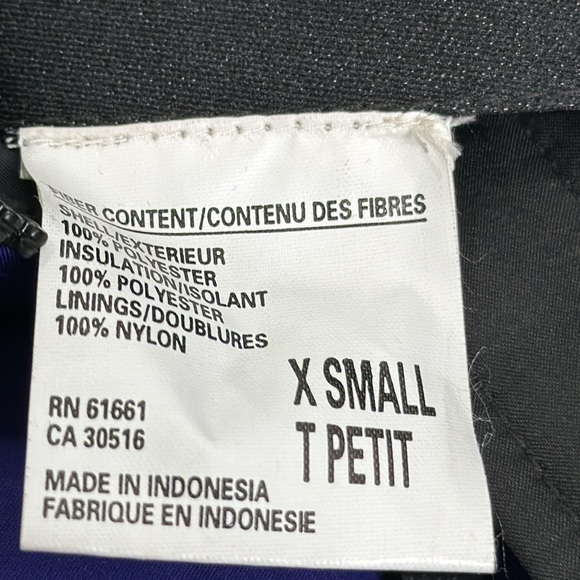 FIBER CONTENT/CONTENU DES FIBRES
SHELL/EXTERIEUR
100% POLYESTER
INSULATION/ISOLANT
100% POLYESTER
LININGS/DOUBLURES
100% NYLON
X SMALL
T PETIT
RN 61661
CA 30516
MADE IN INDONESIA
FABRIQUE EN INDONESIE